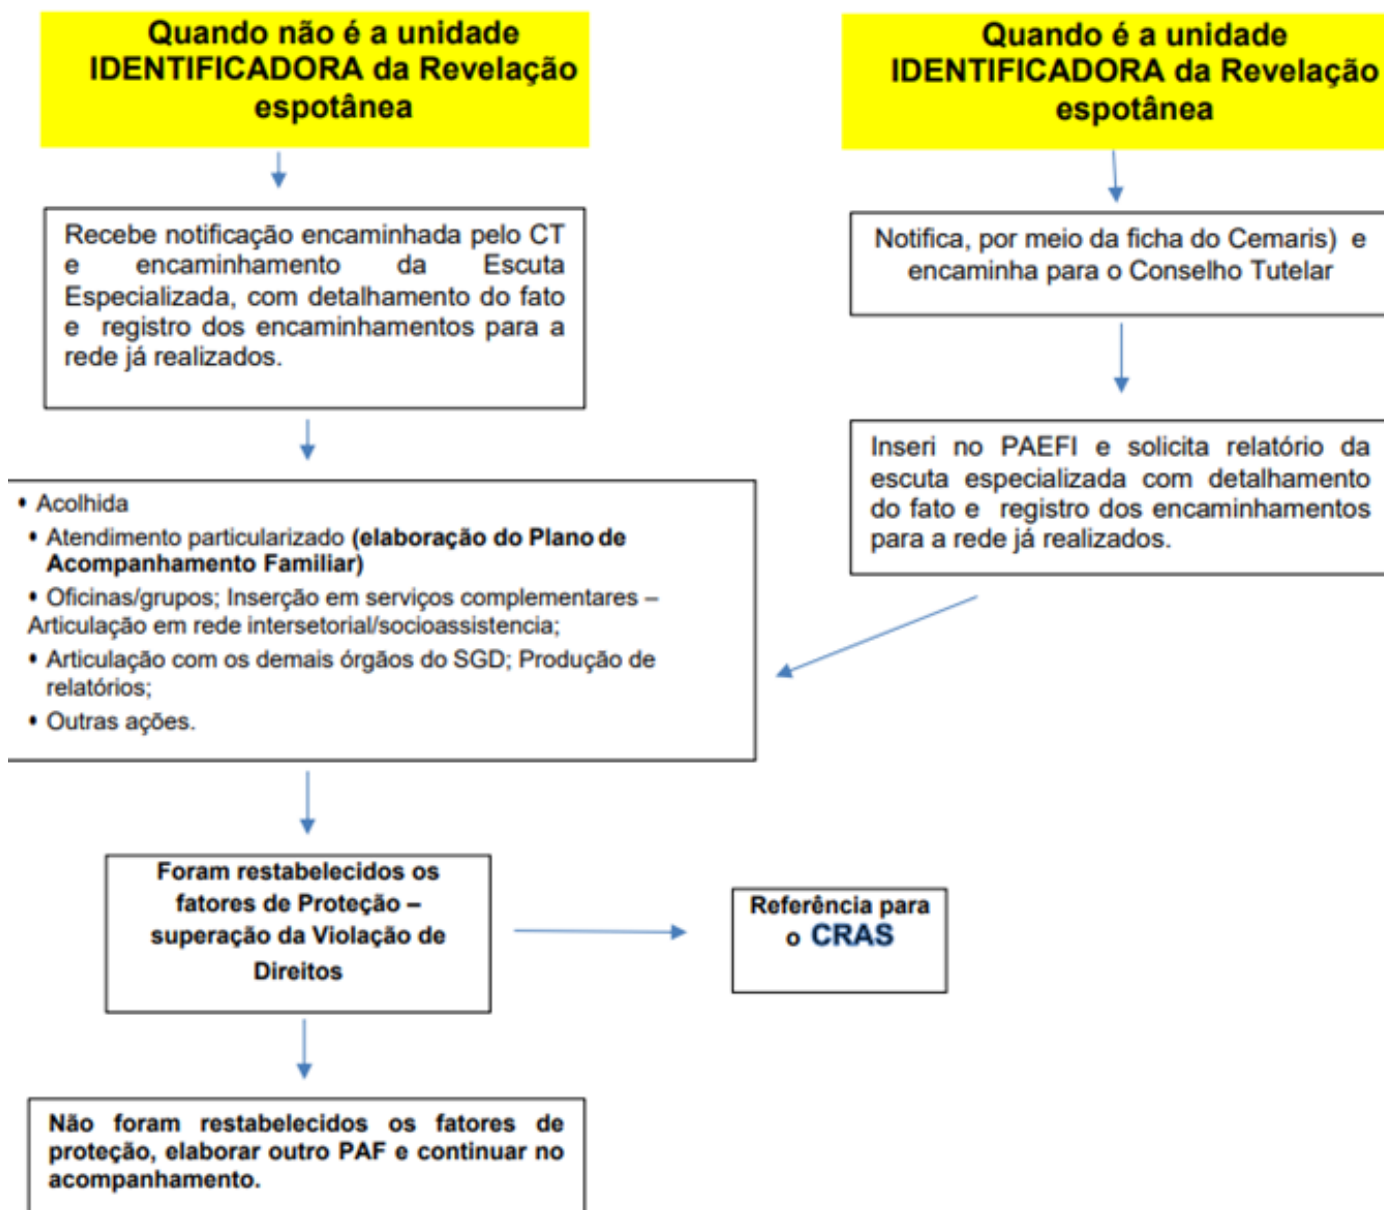 Quando não é a unidade
IDENTIFICADORA da Revelação
espotânea
Recebe notificação encaminhada pelo CT
e encaminhamento da Escuta
Especializada, com detalhamento do fato
e registro dos encaminhamentos para a
rede já realizados.
Quando é a unidade
IDENTIFICADORA da Revelação
espotânea
Notifica, por meio da ficha do Cemaris) e
encaminha para o Conselho Tutelar
Inseri no PAEFI e solicita relatório da
escuta especializada com detalhamento
do fato e registro dos encaminhamentos
para a rede já realizados.
• Acolhida
• Atendimento particularizado (elaboração do Plano de
Acompanhamento Familiar)
• Oficinas/grupos; Inserção em serviços complementares –
Articulação em rede intersetorial/socioassistencia;
• Articulação com os demais órgãos do SGD; Produção de
relatórios;
• Outras ações.
Foram restabelecidos os
fatores de Proteção –
superação da Violação de
Direitos
Referência para
o CRAS
Não foram restabelecidos os fatores de
proteção, elaborar outro PAF e continuar no
acompanhamento.